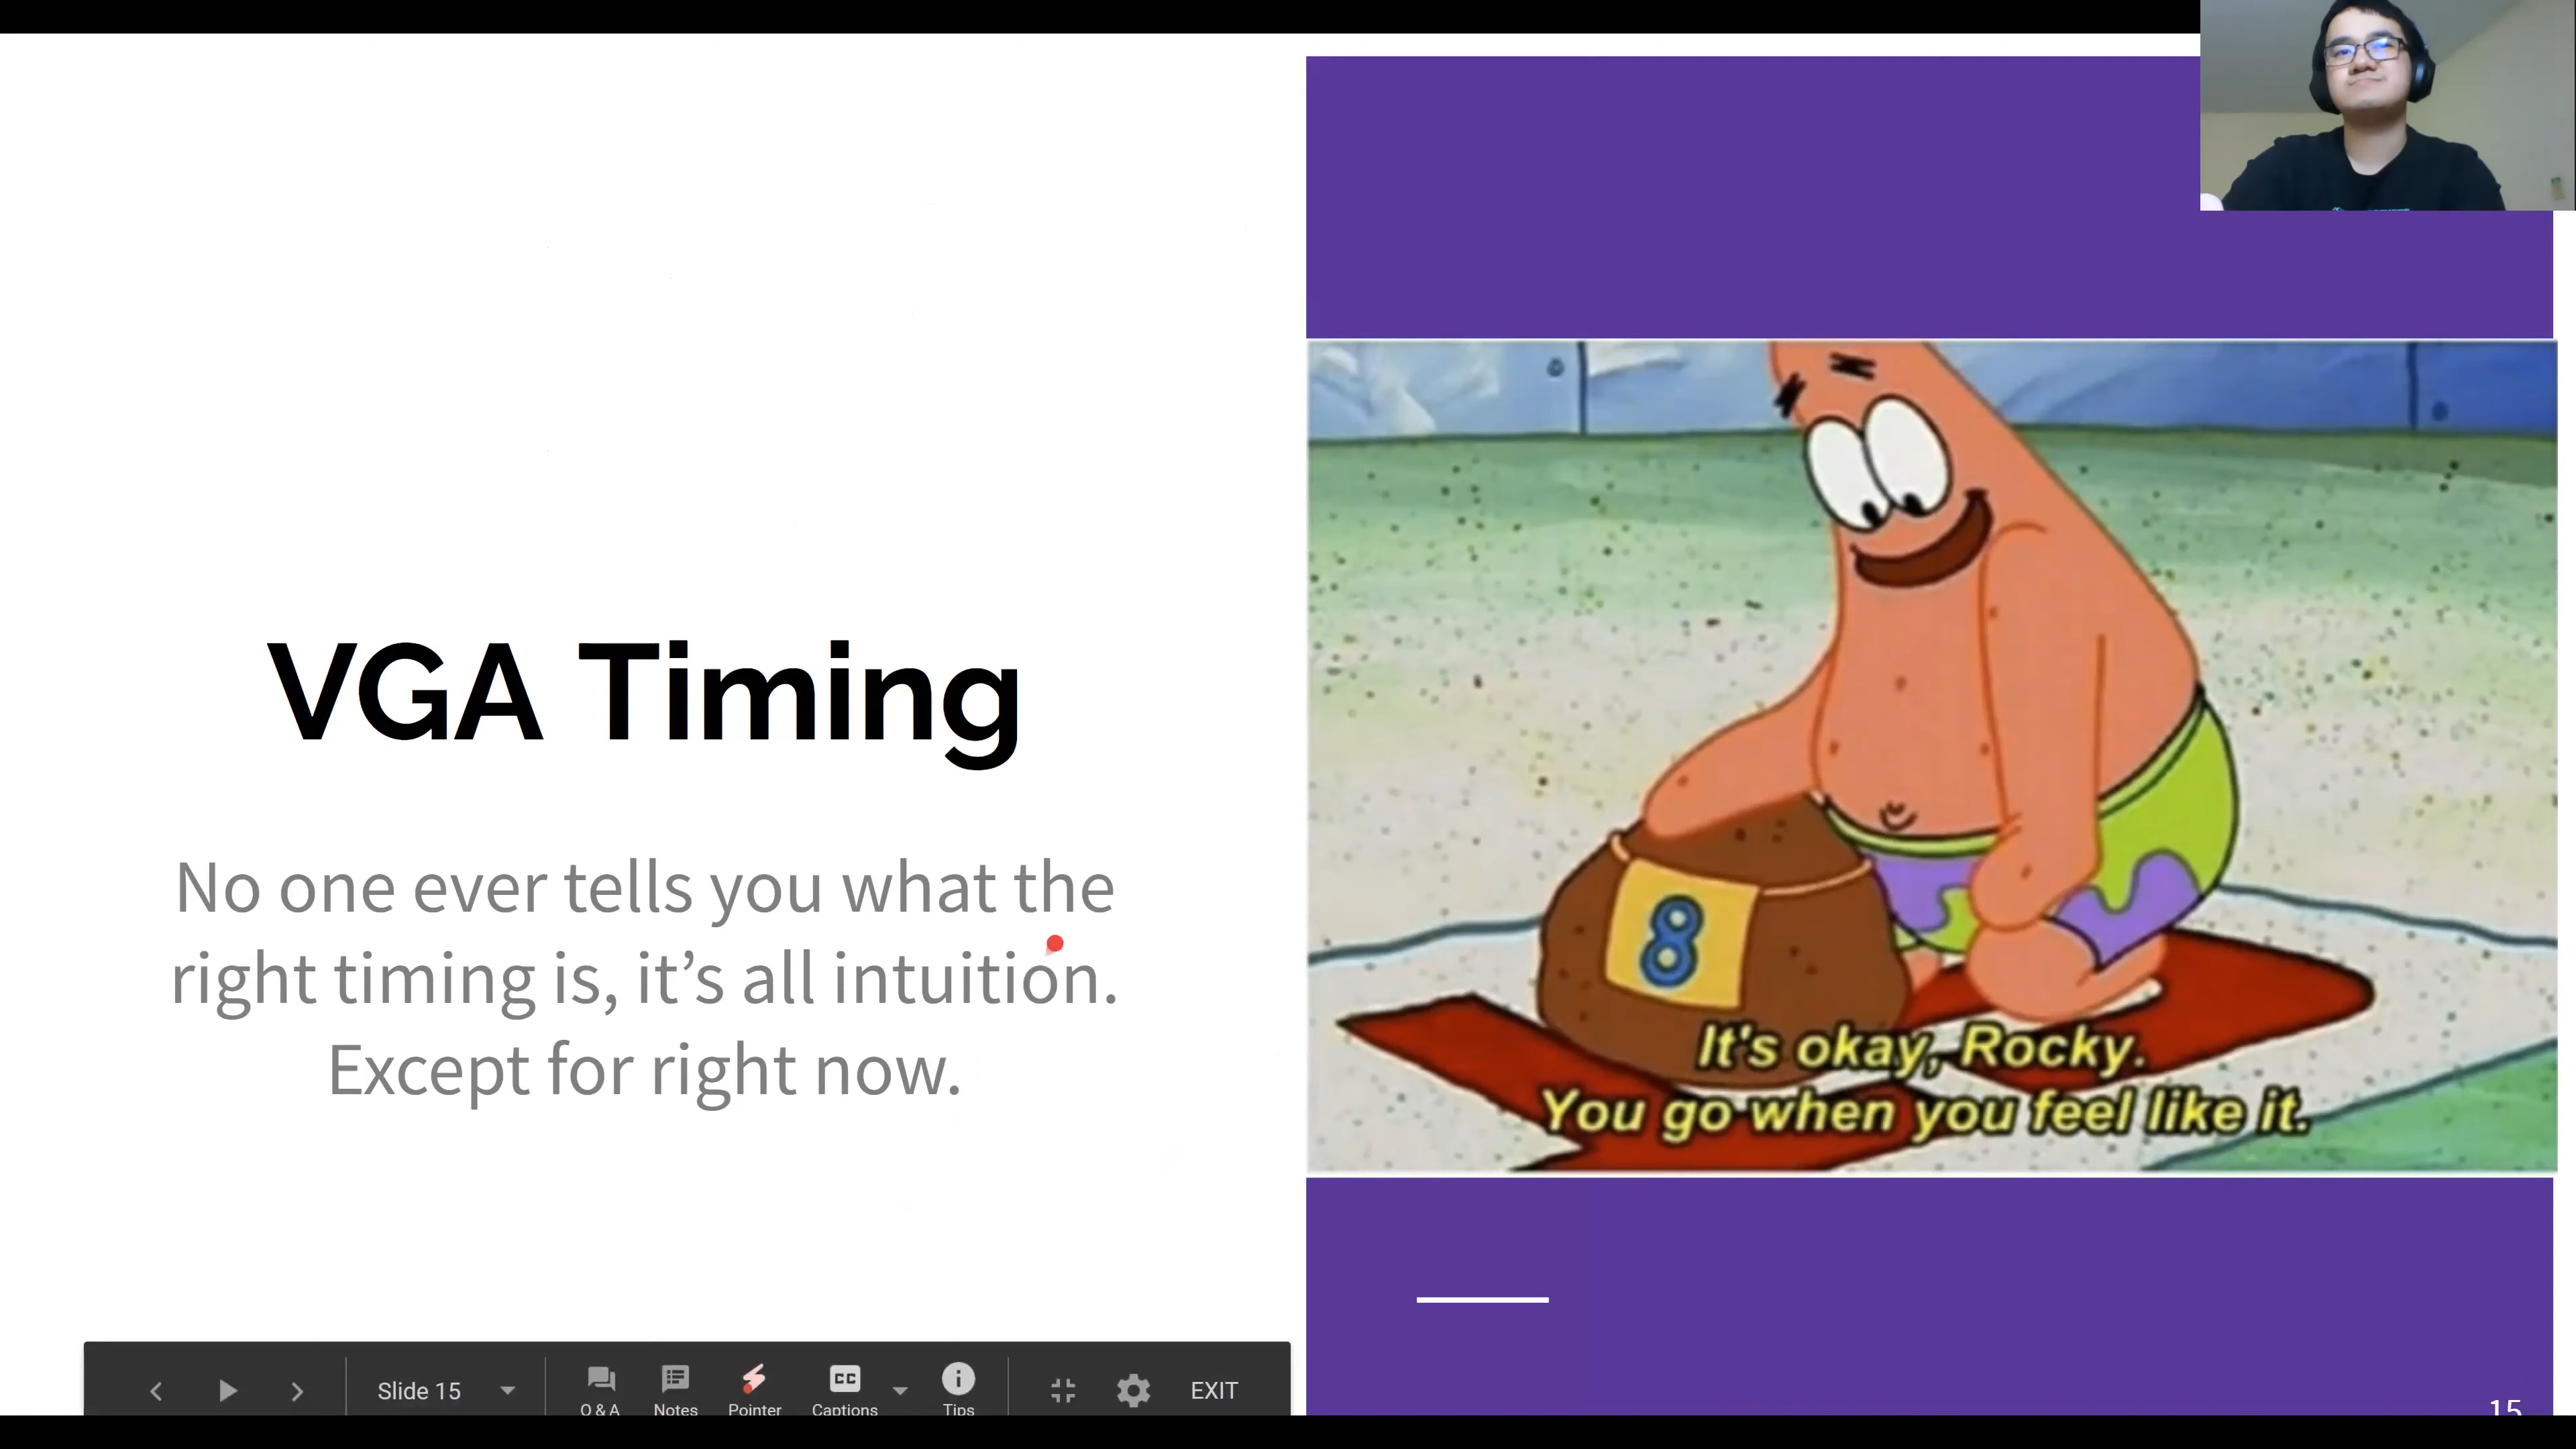 VGA Timing
No one ever tells you what the
right timing is, it’s all intuition.
Except for right now.
8
It's okay, Rocky.
You go when you feel like it.
Slide 15
Q & A
Notes
Pointer
CC
Captions
Tips
EXIT
15